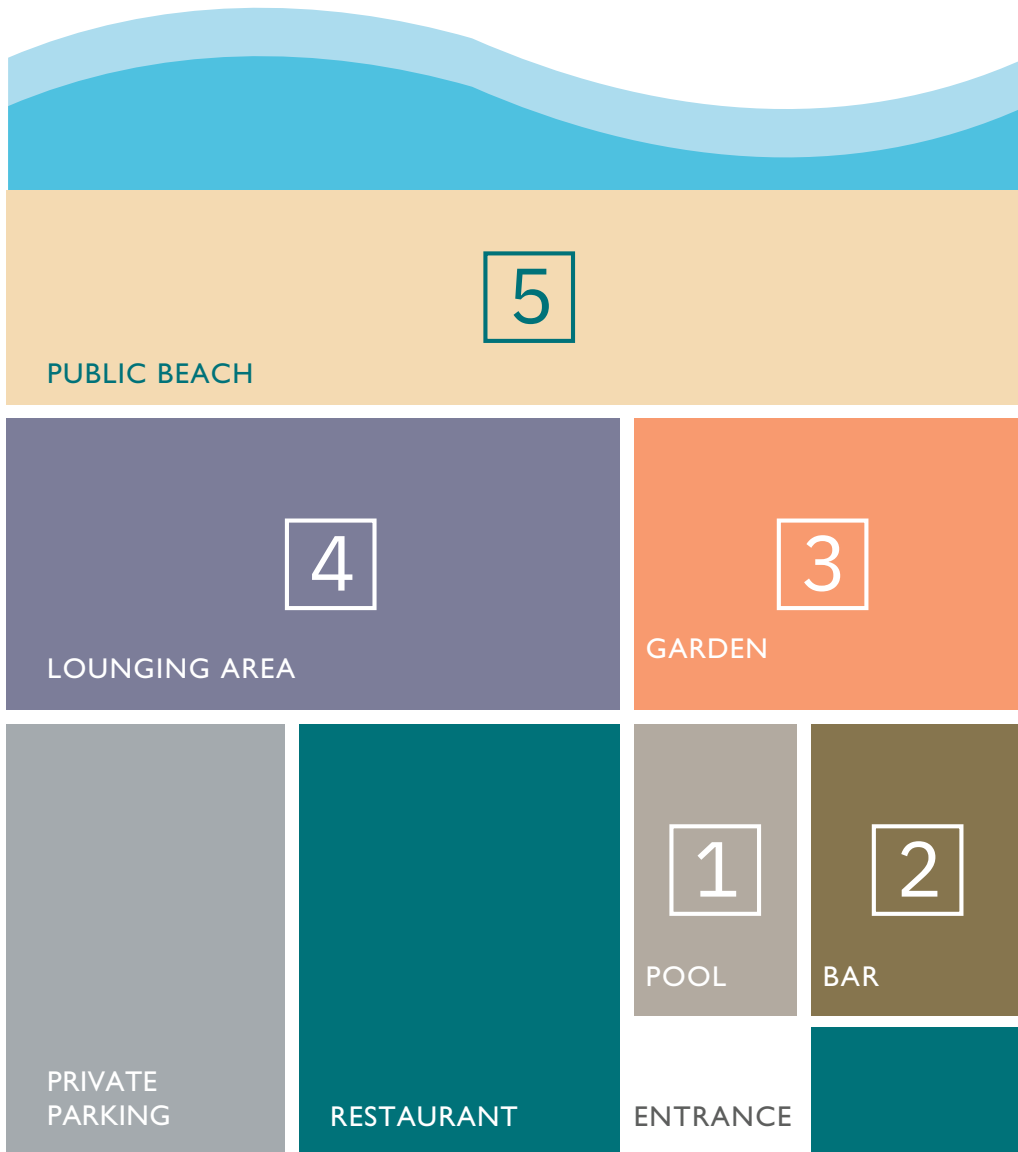 5
PUBLIC BEACH
4
3
GARDEN
LOUNGING AREA
1
2
POOL
BAR
PRIVATE
PARKING
RESTAURANT
ENTRANCE